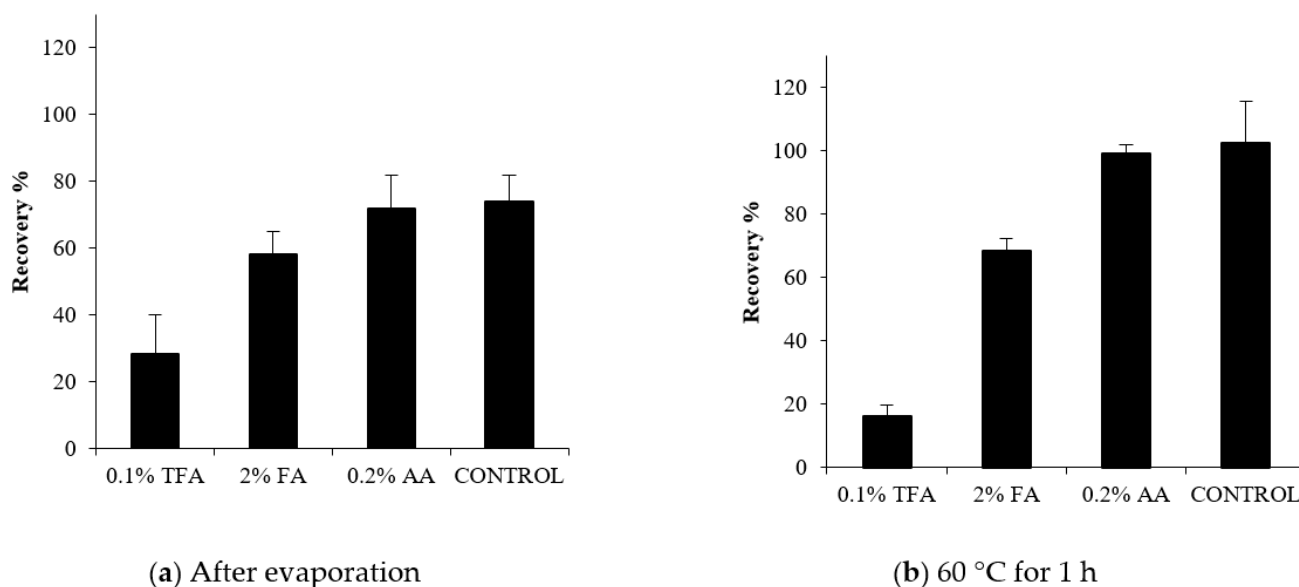 120
100
80
60
40
20
0
Recovery %
0.1% TFA 2% FA 0.2% AA CONTROL
(a) After evaporation
120
100
80
60
40
20
0
Recovery %
0.1% TFA 2% FA 0.2% AA CONTROL
(b) 60 °C for 1 h